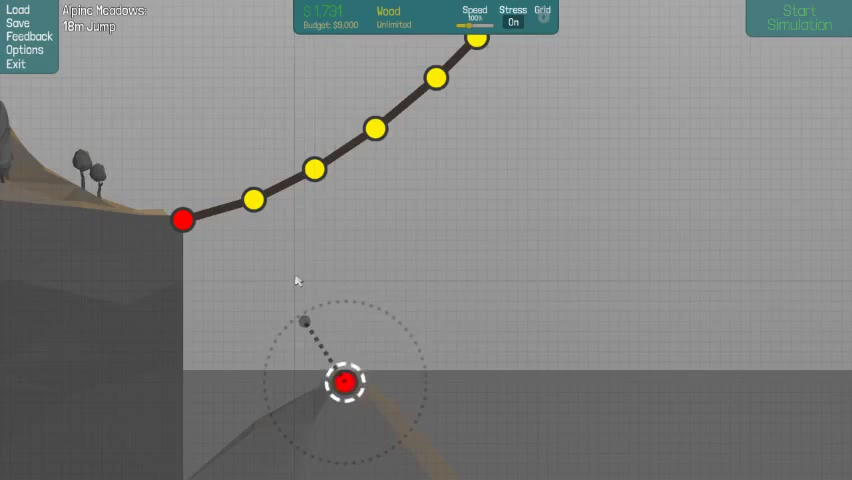 Load
Save
Feedback
Options
Exit
Alpine Meadows:
18m Jump
$ 1,731
Budget: $9,000
Wood
Unlimited
Speed
100%
Stress
On
Grid
Start
Simulation